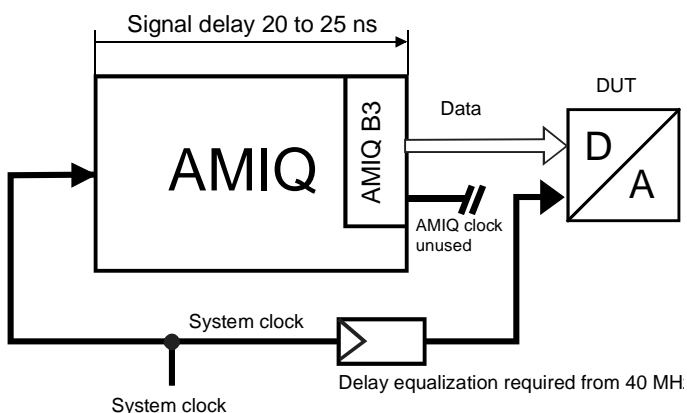 Signal delay 20 to 25 ns
DUT
AMIQ
AMIQ B3
Data
D
A
AMIQ clock
unused
System clock
Delay equalization required from 40 MHz
System clock